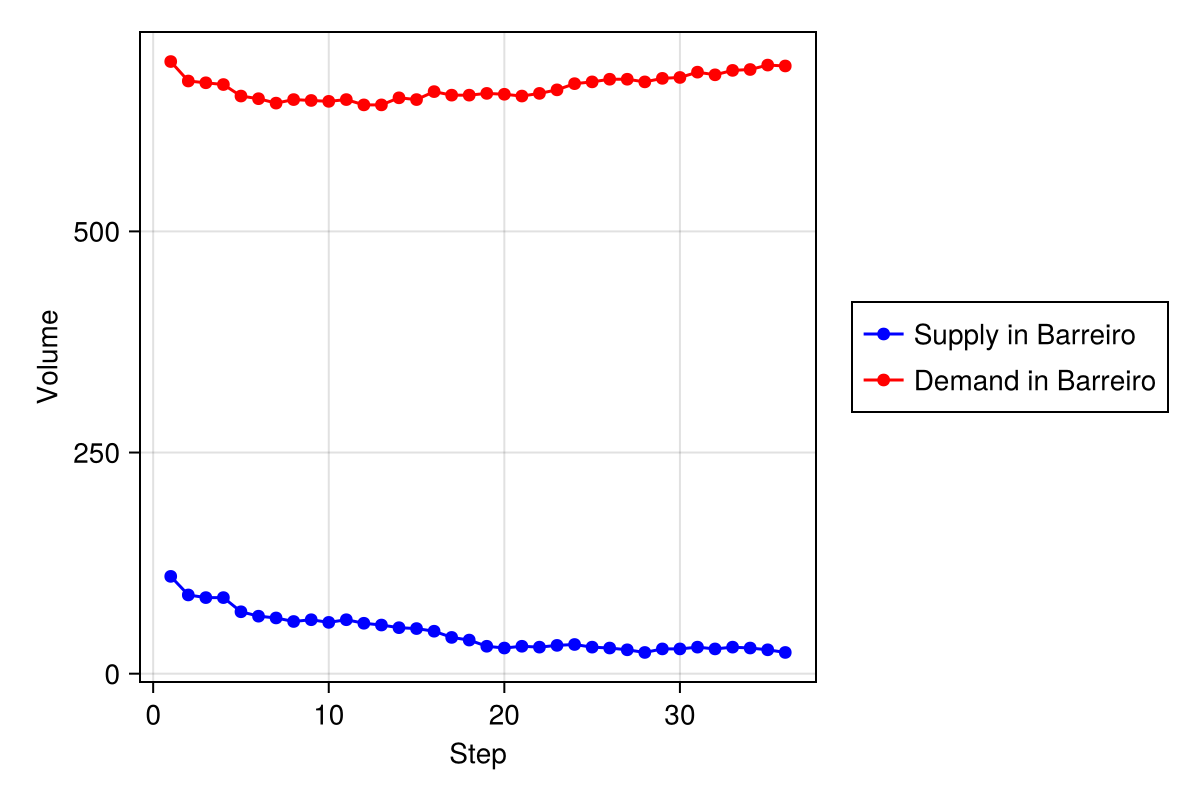 Volume
500
250
0
0 10 20 30
Step
Supply in Barreiro
Demand in Barreiro